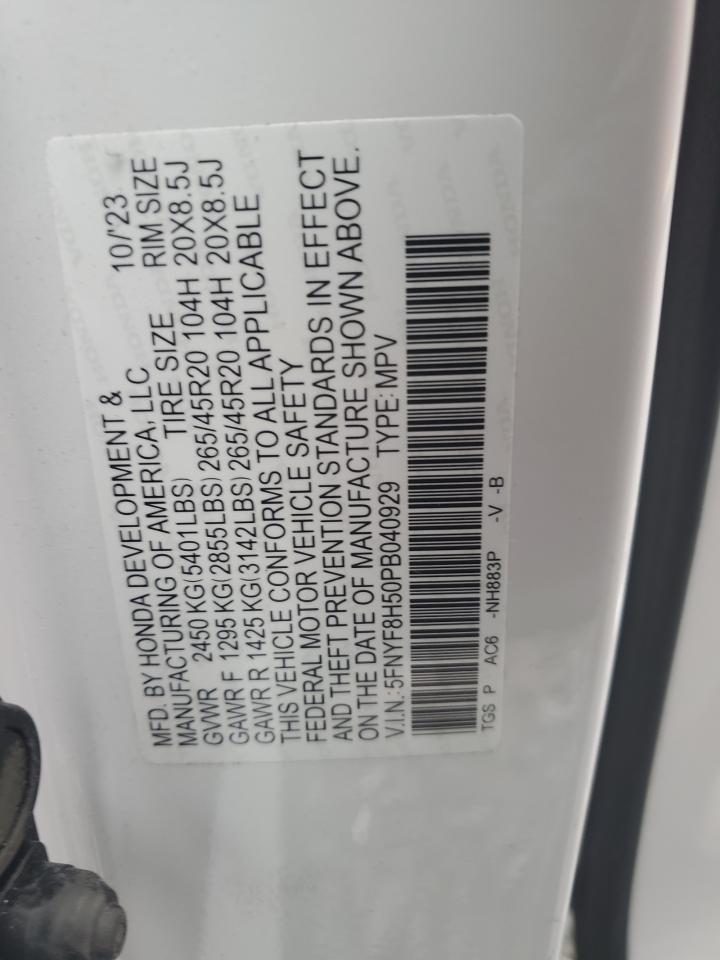 MFD. BY HONDA DEVELOPMENT & 10/'23
MANUFACTURING OF AMERICA, LLC
TIRE SIZE RIM SIZE
GVWR 2450 KG(5401LBS)
GAWR F 1295 KG(2855LBS) 265/45R20 104H 20X8.5J
GAWR R 1425 KG(3142LBS) 265/45R20 104H 20X8.5J
THIS VEHICLE CONFORMS TO ALL APPLICABLE
FEDERAL MOTOR VEHICLE SAFETY
AND THEFT PREVENTION STANDARDS IN EFFECT
ON THE DATE OF MANUFACTURE SHOWN ABOVE.
V.I.N.: 5FNYF8H50PB040929 TYPE: MPV
TGS P AC6 -NH883P -V -B
HONDA